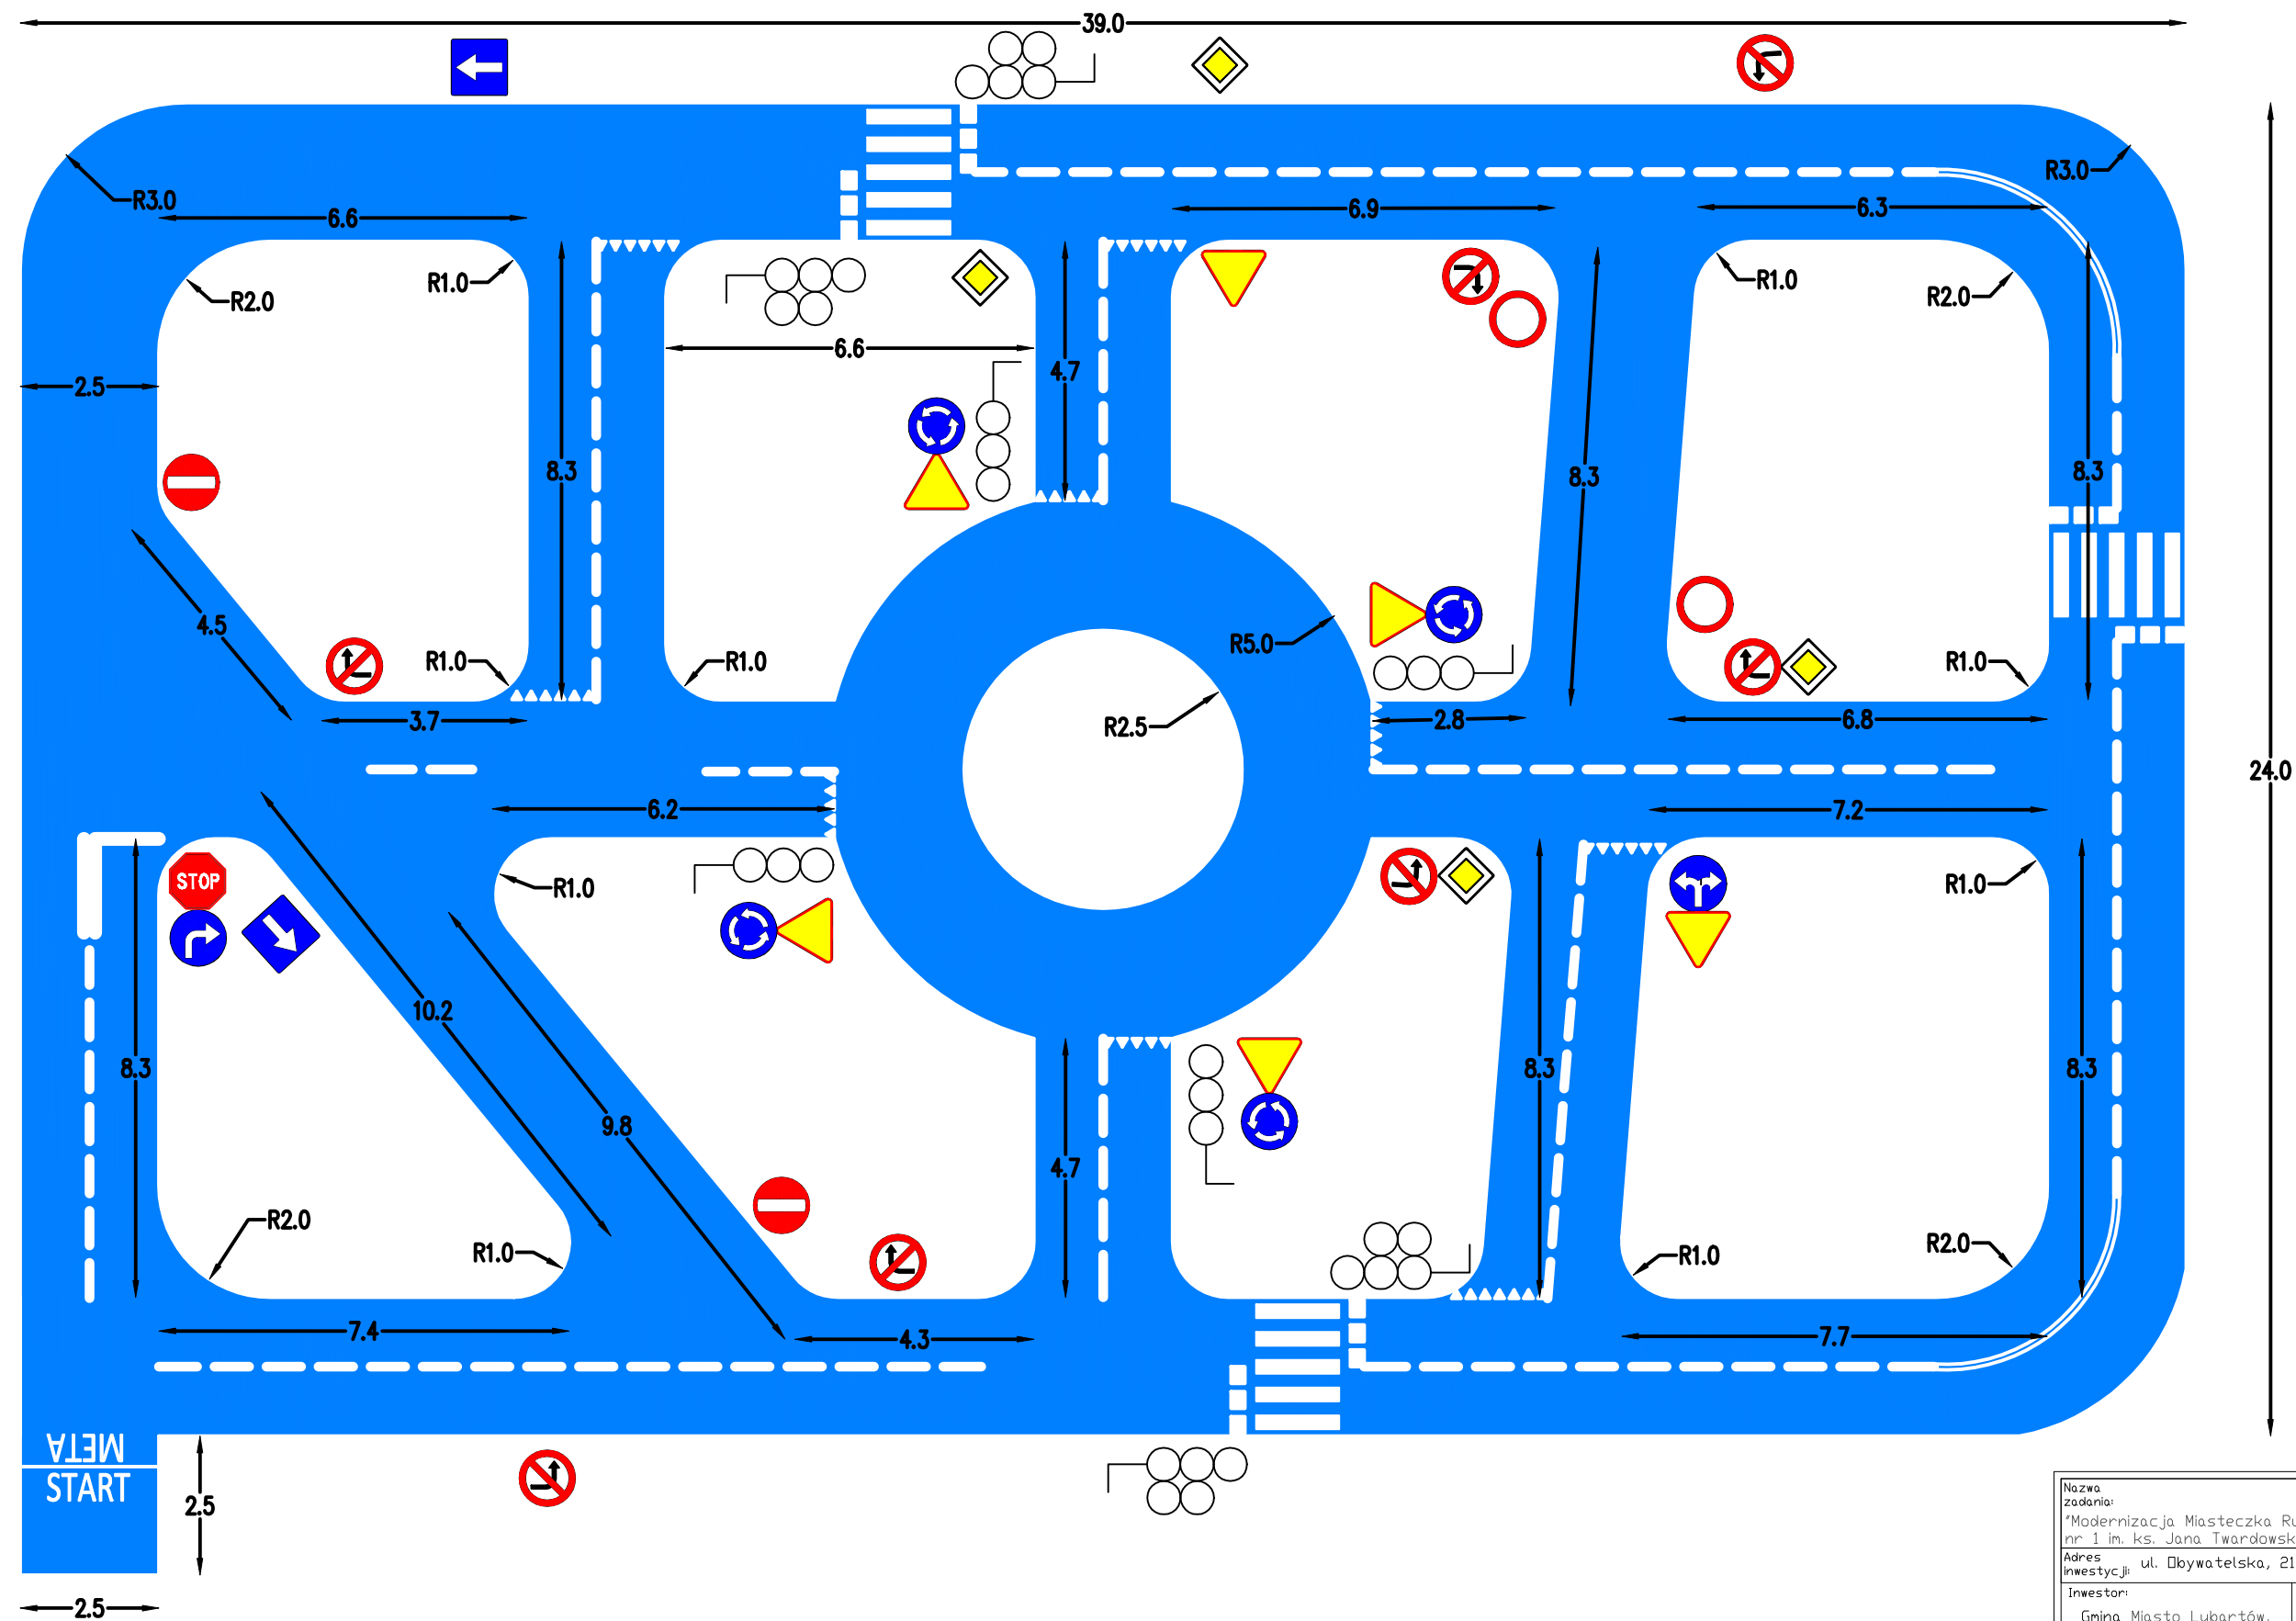 39.0
R3.0
R3.0
6.6
6.9
6.3
R1.0
R2.0
R1.0
R2.0
6.6
4.7
2.5
8.3
8.3
8.3
4.5
R1.0
R1.0
R5.0
R1.0
3.7
R2.5
2.8
6.8
24.0
6.2
7.2
STOP
R1.0
R1.0
10.2
8.3
9.8
8.3
8.3
4.7
R2.0
R1.0
R1.0
R2.0
7.4
4.3
7.7
META
START
2.5
2.5
Nazwa
zadania:
"Modernizacja Miasteczka Ru
nr 1 im. ks. Jana Twardowsk
Adres
inwestycji: ul. Obywatelska, 21
Inwestor:
Gmina Miasto Lubartów,